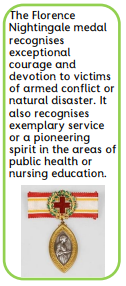 The Florence
Nightingale medal
recognises
exceptional
courage and
devotion to victims
of armed conflict or
natural disaster. It
also recognises
exemplary service
or a pioneering
spirit in the areas of
public health or
nursing education.